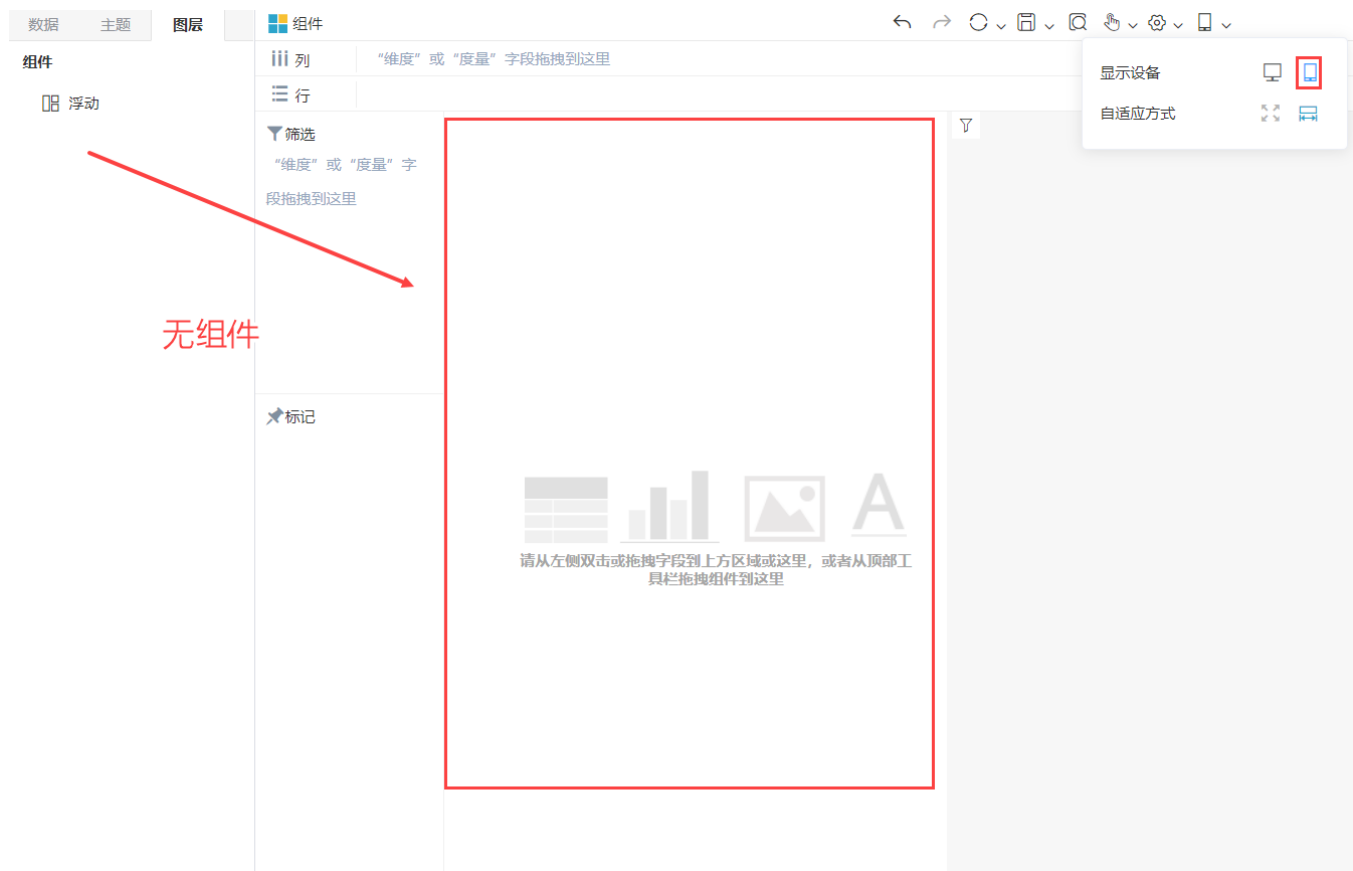 数据 主题 图层
组件
组件
浮动
列 “维度”或“度量”字段拖拽到这里
行
显示设备
自适应方式
筛选
“维度”或“度量”字
段拖拽到这里
无组件
标记
A
请从左侧双击或拖拽字段到上方区域或这里，或者从顶部工
具栏拖拽组件到这里